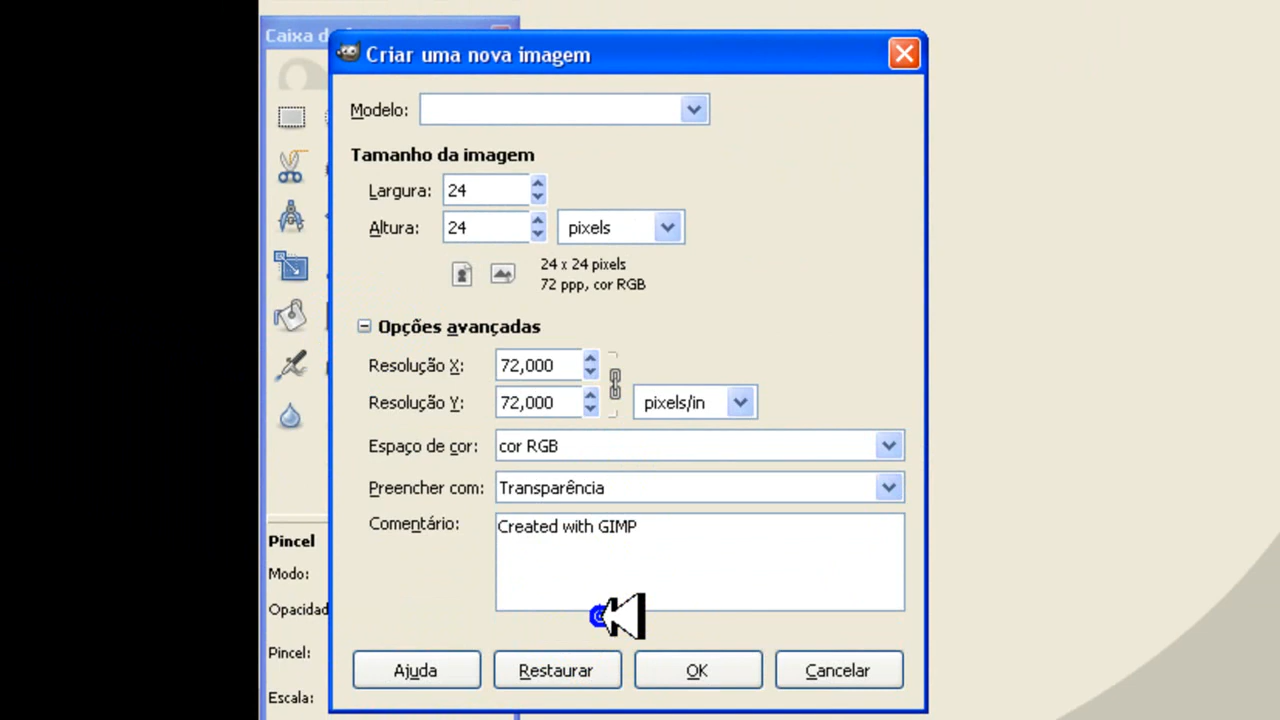 Caixa d
Criar uma nova imagem
Modelo:
Tamanho da imagem
Largura: 24
Altura: 24 pixels
24 x 24 pixels
72 ppp, cor RGB
Opções avançadas
Resolução X: 72,000
Resolução Y: 72,000 pixels/in
Espaço de cor: cor RGB
Preencher com: Transparência
Comentário: Created with GIMP
Pincel
Modo:
Opacidad
Pincel:
Escala:
Ajuda Restaurar OK Cancelar